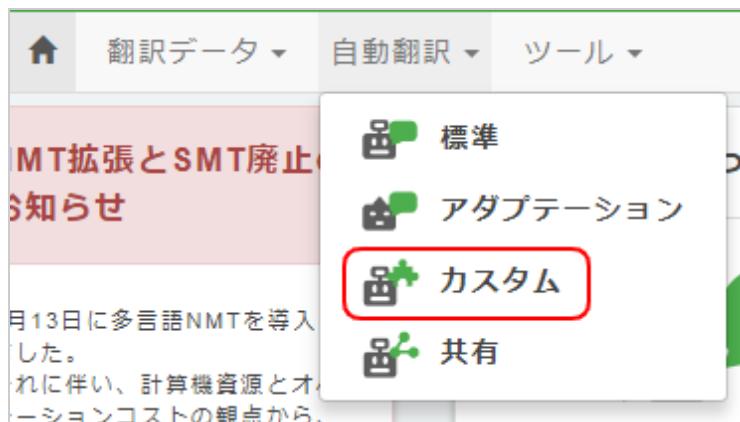 翻訳データ 自動翻訳 ツール
標準
アダプテーション
カスタム
共有
MT拡張とSMT廃止
知らせ
月13日に多言語NMTを導入
した。
れに伴い、計算機資源とオ
ーションコストの観点から、